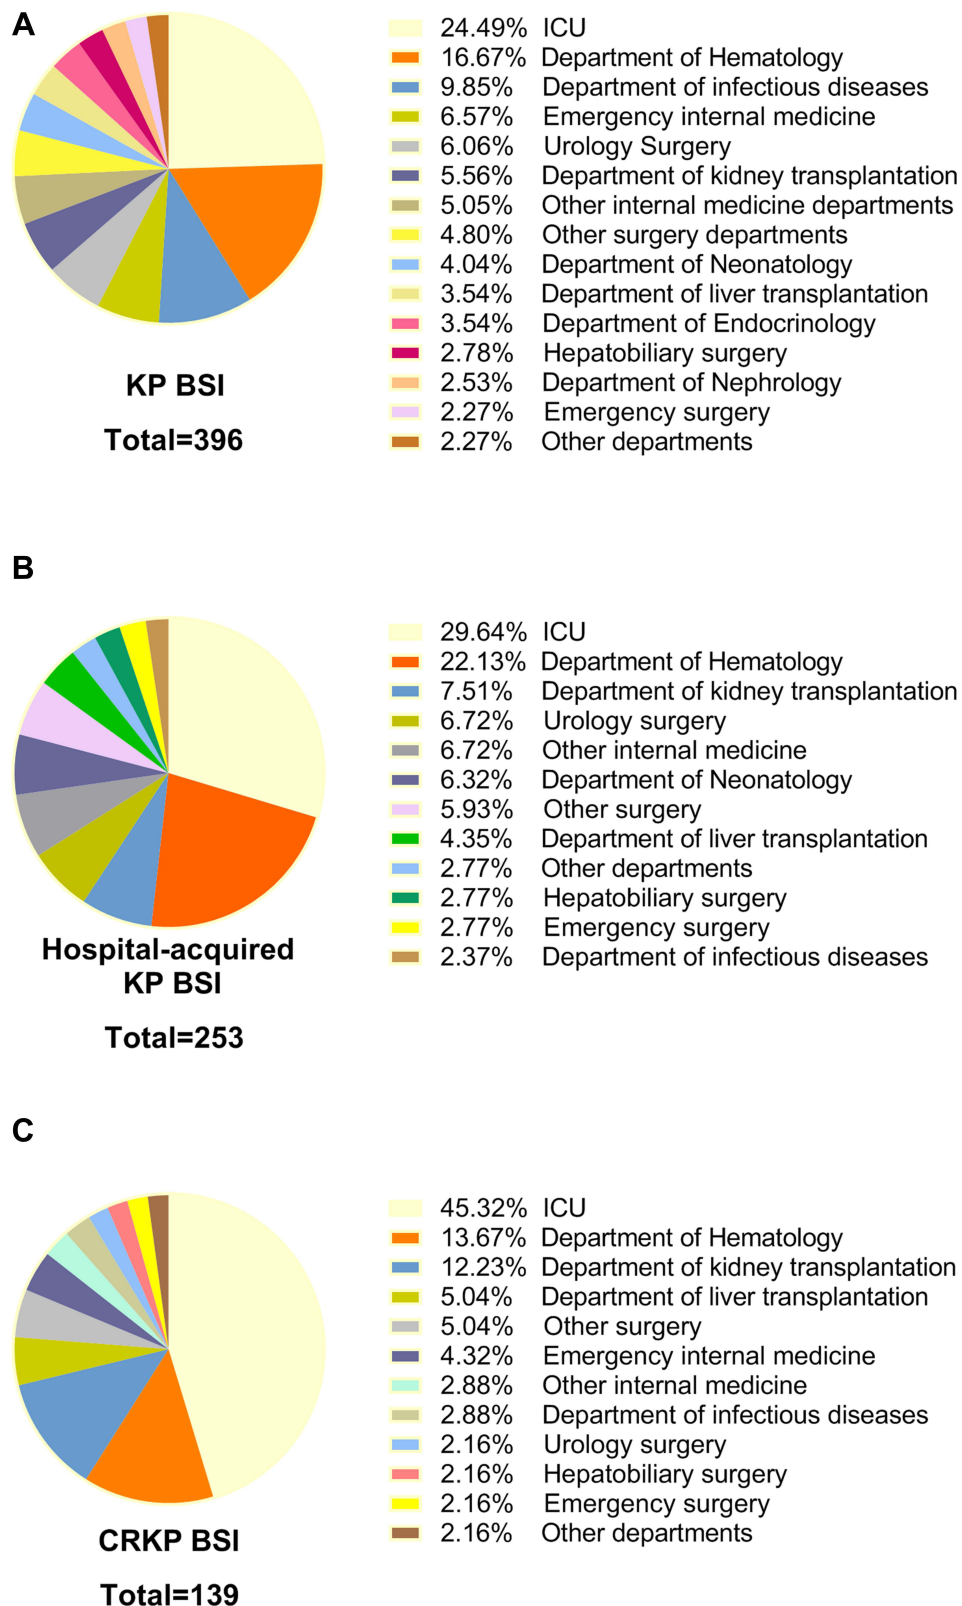 A
24.49% ICU
16.67% Department of Hematology
9.85% Department of infectious diseases
6.57% Emergency internal medicine
6.06% Urology Surgery
5.56% Department of kidney transplantation
5.05% Other internal medicine departments
4.80% Other surgery departments
4.04% Department of Neonatology
3.54% Department of liver transplantation
3.54% Department of Endocrinology
2.78% Hepatobiliary surgery
2.53% Department of Nephrology
2.27% Emergency surgery
2.27% Other departments
KP BSI
Total=396
B
29.64% ICU
22.13% Department of Hematology
7.51% Department of kidney transplantation
6.72% Urology surgery
6.72% Other internal medicine
6.32% Department of Neonatology
5.93% Other surgery
4.35% Department of liver transplantation
2.77% Other departments
2.77% Hepatobiliary surgery
2.77% Emergency surgery
2.37% Department of infectious diseases
Hospital-acquired
KP BSI
Total=253
C
45.32% ICU
13.67% Department of Hematology
12.23% Department of kidney transplantation
5.04% Department of liver transplantation
5.04% Other surgery
4.32% Emergency internal medicine
2.88% Other internal medicine
2.88% Department of infectious diseases
2.16% Urology surgery
2.16% Hepatobiliary surgery
2.16% Emergency surgery
2.16% Other departments
CRKP BSI
Total=139